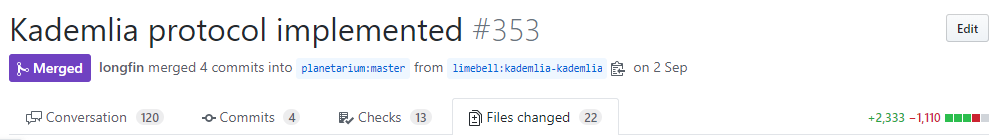 Kademlia protocol implemented #353
Edit
Merged longfin merged 4 commits into planetarium:master from limebell:kademlia-kademlia on 2 Sep
Conversation 120 Commits 4 Checks 13 Files changed 22 +2,333 −1,110